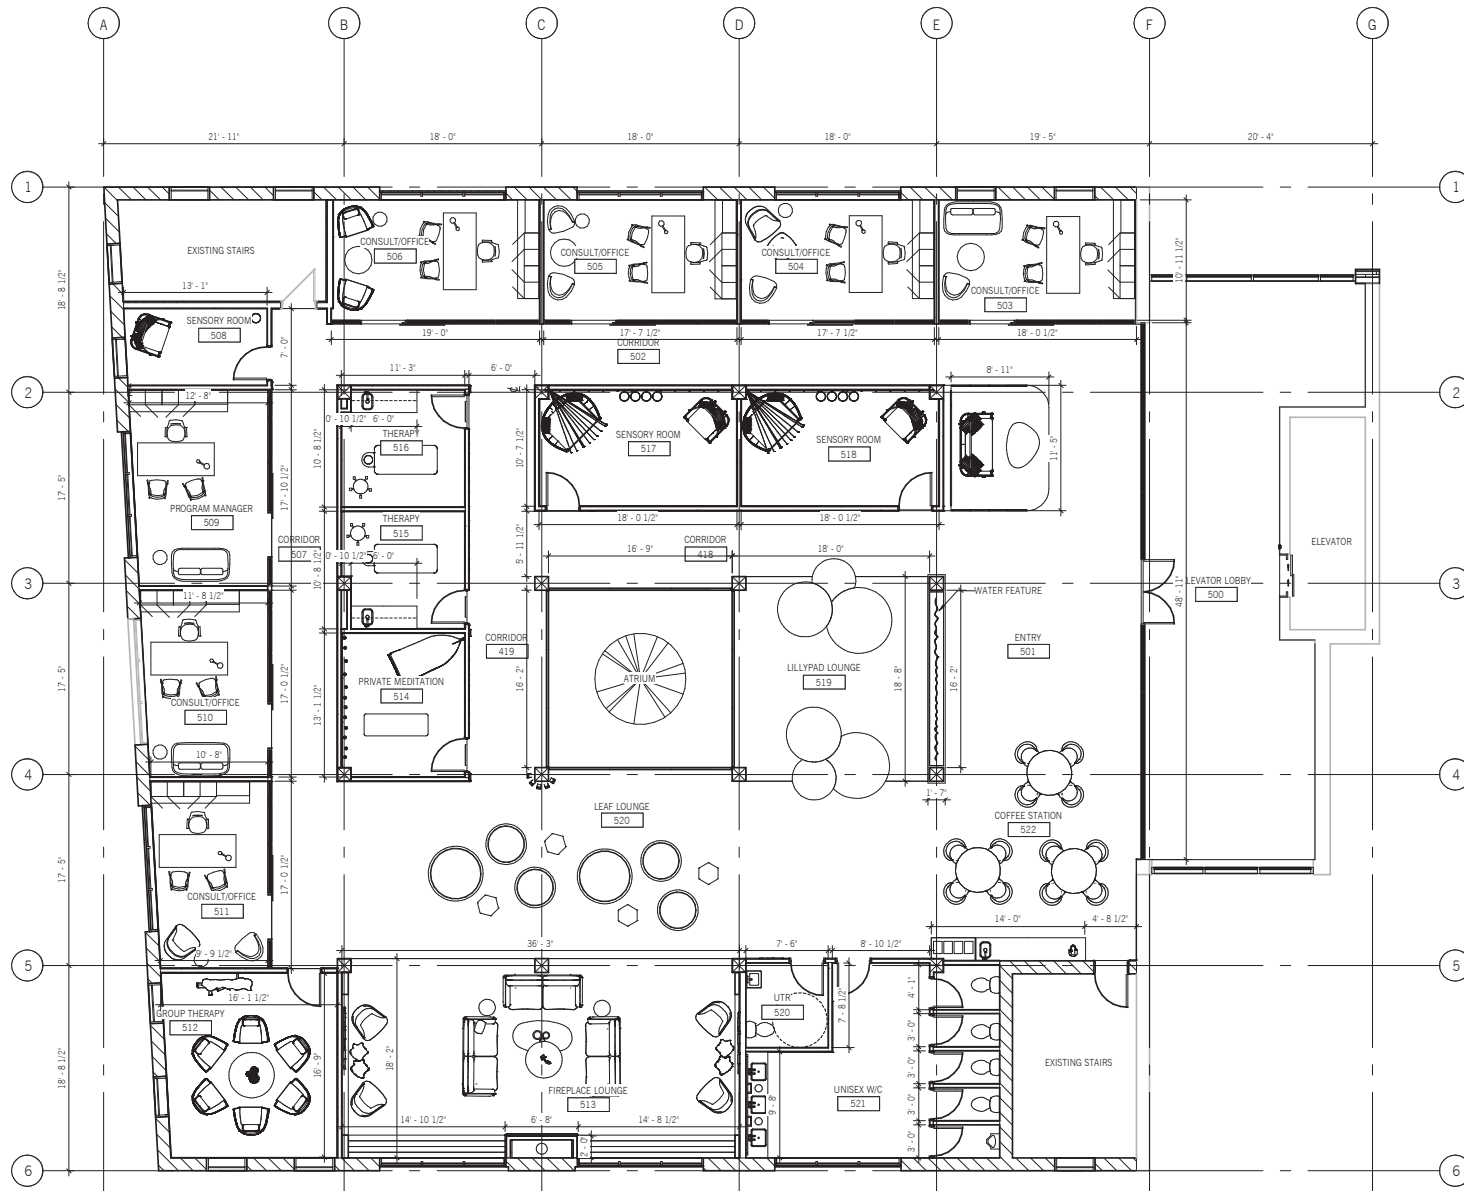 A B C D E F G
21' - 11" 18' - 0" 18' - 0" 18' - 0" 19' - 5" 20' - 4"
1 1
EXISTING STAIRS
CONSULT/OFFICE
506
CONSULT/OFFICE
505
CONSULT/OFFICE
504
CONSULT/OFFICE
503
10' - 11 1/2"
18' - 8 1/2"
13' - 1"
SENSORY ROOM
508
7' - 0"
19' - 0" 17' - 7 1/2" 17' - 7 1/2" 18' - 0 1/2"
CORRIDOR
502
11' - 3" 6' - 0" 8' - 11"
2 2
12' - 8"
0' - 10 1/2" 6' - 0"
THERAPY
516
10' - 8 1/2"
10' - 7 1/2"
SENSORY ROOM
517
SENSORY ROOM
518
11' - 5"
17' - 5"
17' - 10 1/2"
PROGRAM MANAGER
509
THERAPY
515
18' - 0 1/2" 18' - 0 1/2"
CORRIDOR
507
10' - 8 1/2"
0' - 10 1/2" 6' - 0"
5' - 11 1/2"
CORRIDOR
418
16' - 9" 18' - 0"
ELEVATOR
3 3
LEVATOR LOBBY
500
48' - 11"
WATER FEATURE
11' - 8 1/2"
CORRIDOR
419
ENTRY
501
17' - 5"
17' - 0 1/2"
13' - 1 1/2"
16' - 2"
18' - 8"
16' - 2"
LILLYPAD LOUNGE
519
ATRIUM
PRIVATE MEDITATION
514
CONSULT/OFFICE
510
10' - 8"
4 4
1' - 7"
LEAF LOUNGE
520
COFFEE STATION
522
17' - 5"
17' - 0 1/2"
CONSULT/OFFICE
511
14' - 0" 4' - 8 1/2"
36' - 3" 7' - 6" 8' - 10 1/2"
9' - 9 1/2"
5 5
16' - 1 1/2"
GROUP THERAPY
512
UTR
520
7' - 8 1/2"
4' - 1"
3' - 0"
3' - 0"
3' - 0"
3' - 0"
18' - 8 1/2"
16' - 9"
18' - 2"
EXISTING STAIRS
FIREPLACE LOUNGE
513
UNISEX W/C
521
9' - 8"
14' - 10 1/2" 6' - 8" 14' - 8 1/2"
2' - 0"
6 6